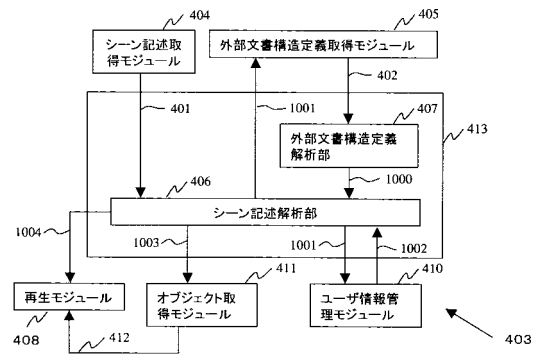 404
405
シーン記述取
得モジュール
外部文書構造定義取得モジュール
401
1001
402
407
413
外部文書構造定義
解析部
406
1000
シーン記述解析部
1004
1003
1001
1002
411
410
再生モジュール
オブジェクト取
得モジュール
ユーザ情報管
理モジュール
408
412
403